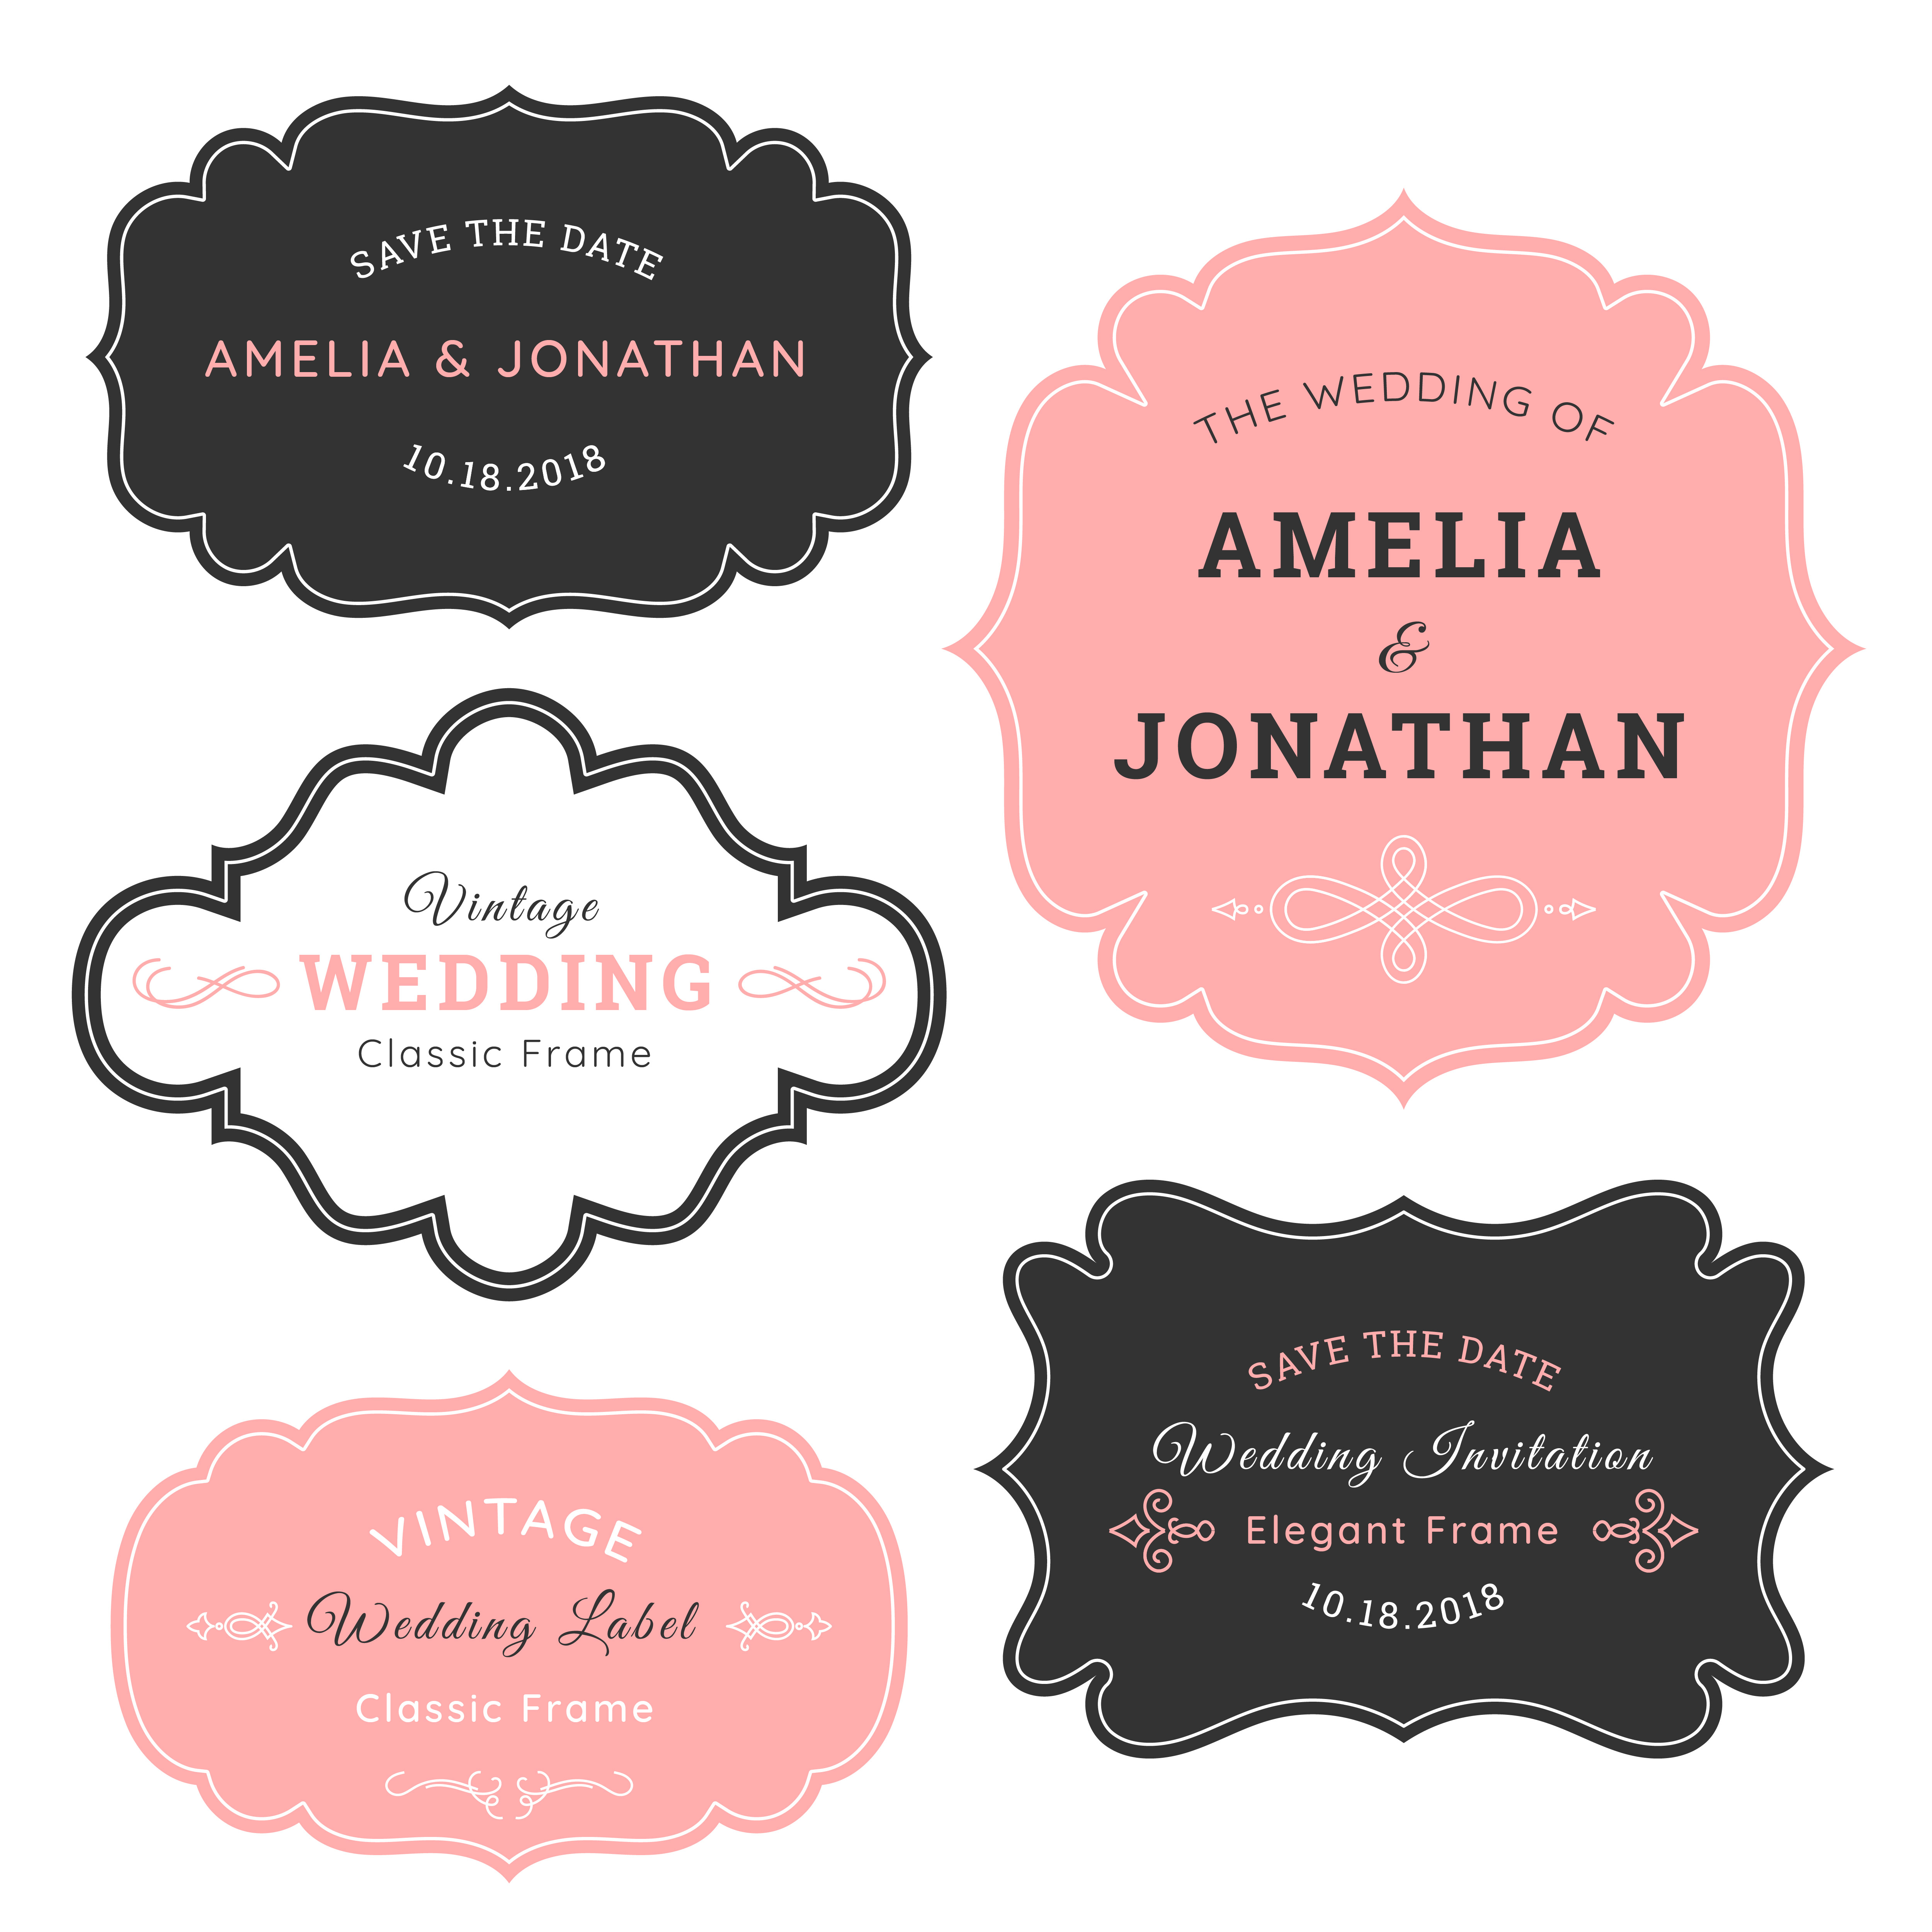 SAVE THE DATE
AMELIA & JONATHAN
10.18.2018
THE WEDDING OF
AMELIA
&
JONATHAN
Vintage
WEDDING
Classic Frame
SAVE THE DATE
Wedding Invitation
Elegant Frame
10.18.2018
VINTAGE
Wedding Label
Classic Frame